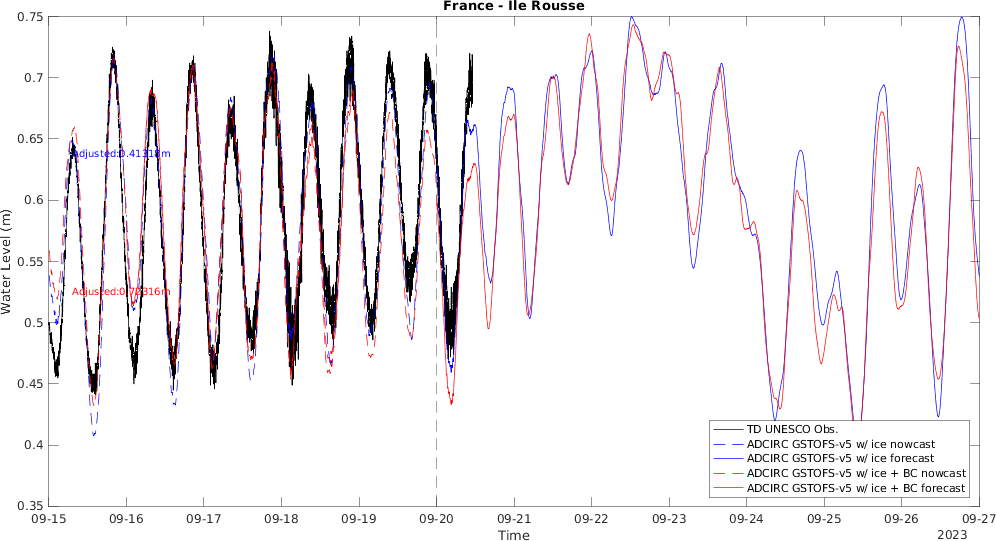 France - Ile Rousse
0.75
0.7
0.65
0.6
0.55
0.5
0.45
0.4
0.35
Water Level (m)
Adjusted:0.41318m
Adjusted:0.72316m
TD UNESCO Obs.
ADCIRC GSTOFS-v5 w/ ice nowcast
ADCIRC GSTOFS-v5 w/ ice forecast
ADCIRC GSTOFS-v5 w/ ice + BC nowcast
ADCIRC GSTOFS-v5 w/ ice + BC forecast
09-15 09-16 09-17 09-18 09-19 09-20 09-21 09-22 09-23 09-24 09-25 09-26 09-27
Time
2023